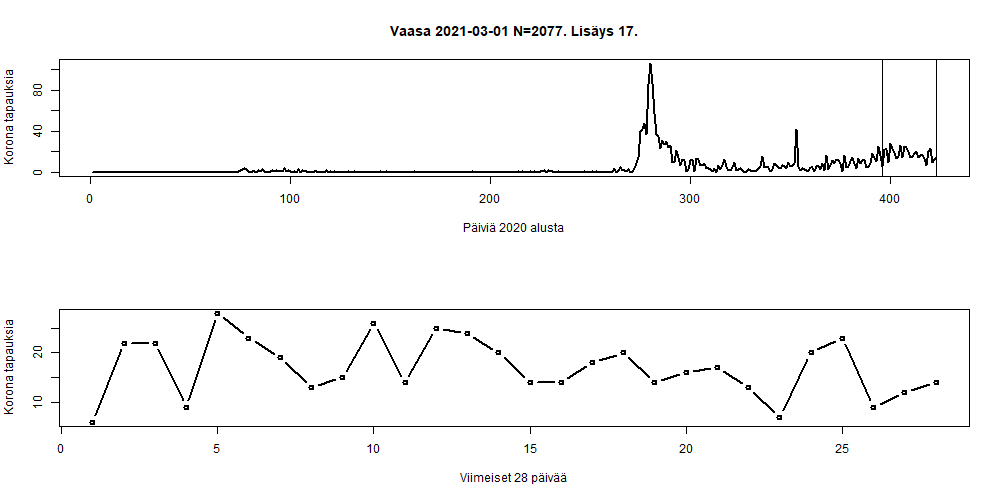 Vaasa 2021-03-01 N=2077. Lisäys 17.
Korona tapauksia
80
40
0
0 100 200 300 400
Päiviä 2020 alusta
Korona tapauksia
20
10
0 5 10 15 20 25
Viimeiset 28 päivää